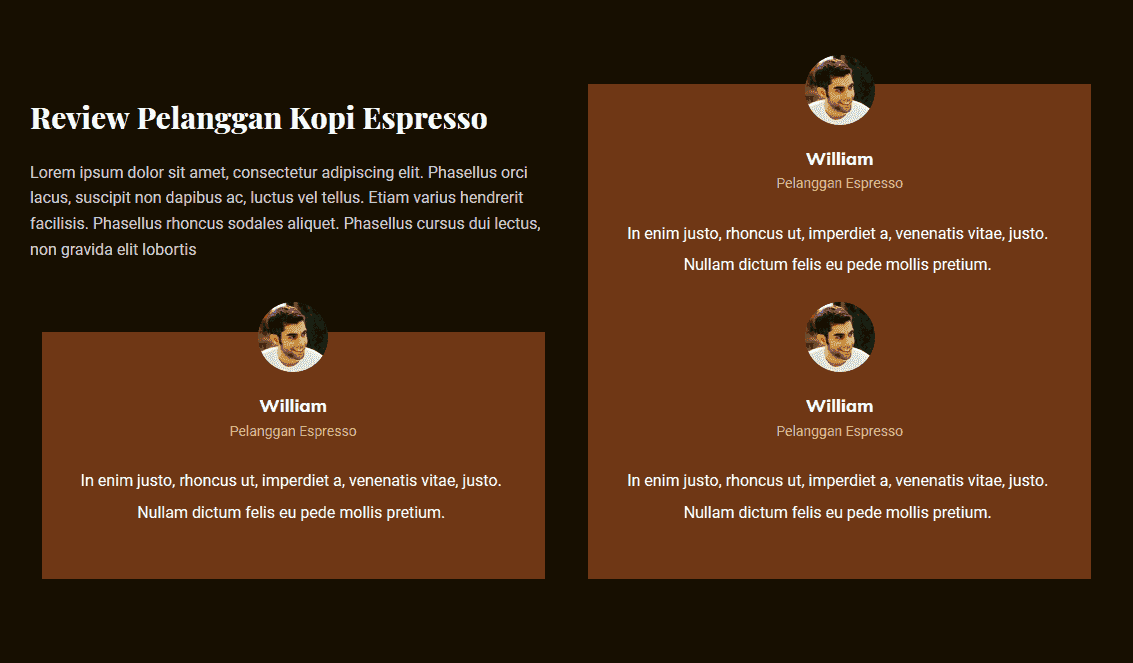 Review Pelanggan Kopi Espresso
Lorem ipsum dolor sit amet, consectetur adipiscing elit. Phasellus orci
lacus, suscipit non dapibus ac, luctus vel tellus. Etiam varius hendrerit
facilisis. Phasellus rhoncus sodales aliquet. Phasellus cursus dui lectus,
non gravida elit lobortis
William
Pelanggan Espresso
In enim justo, rhoncus ut, imperdiet a, venenatis vitae, justo.
Nullam dictum felis eu pede mollis pretium.
William
Pelanggan Espresso
In enim justo, rhoncus ut, imperdiet a, venenatis vitae, justo.
Nullam dictum felis eu pede mollis pretium.
William
Pelanggan Espresso
In enim justo, rhoncus ut, imperdiet a, venenatis vitae, justo.
Nullam dictum felis eu pede mollis pretium.